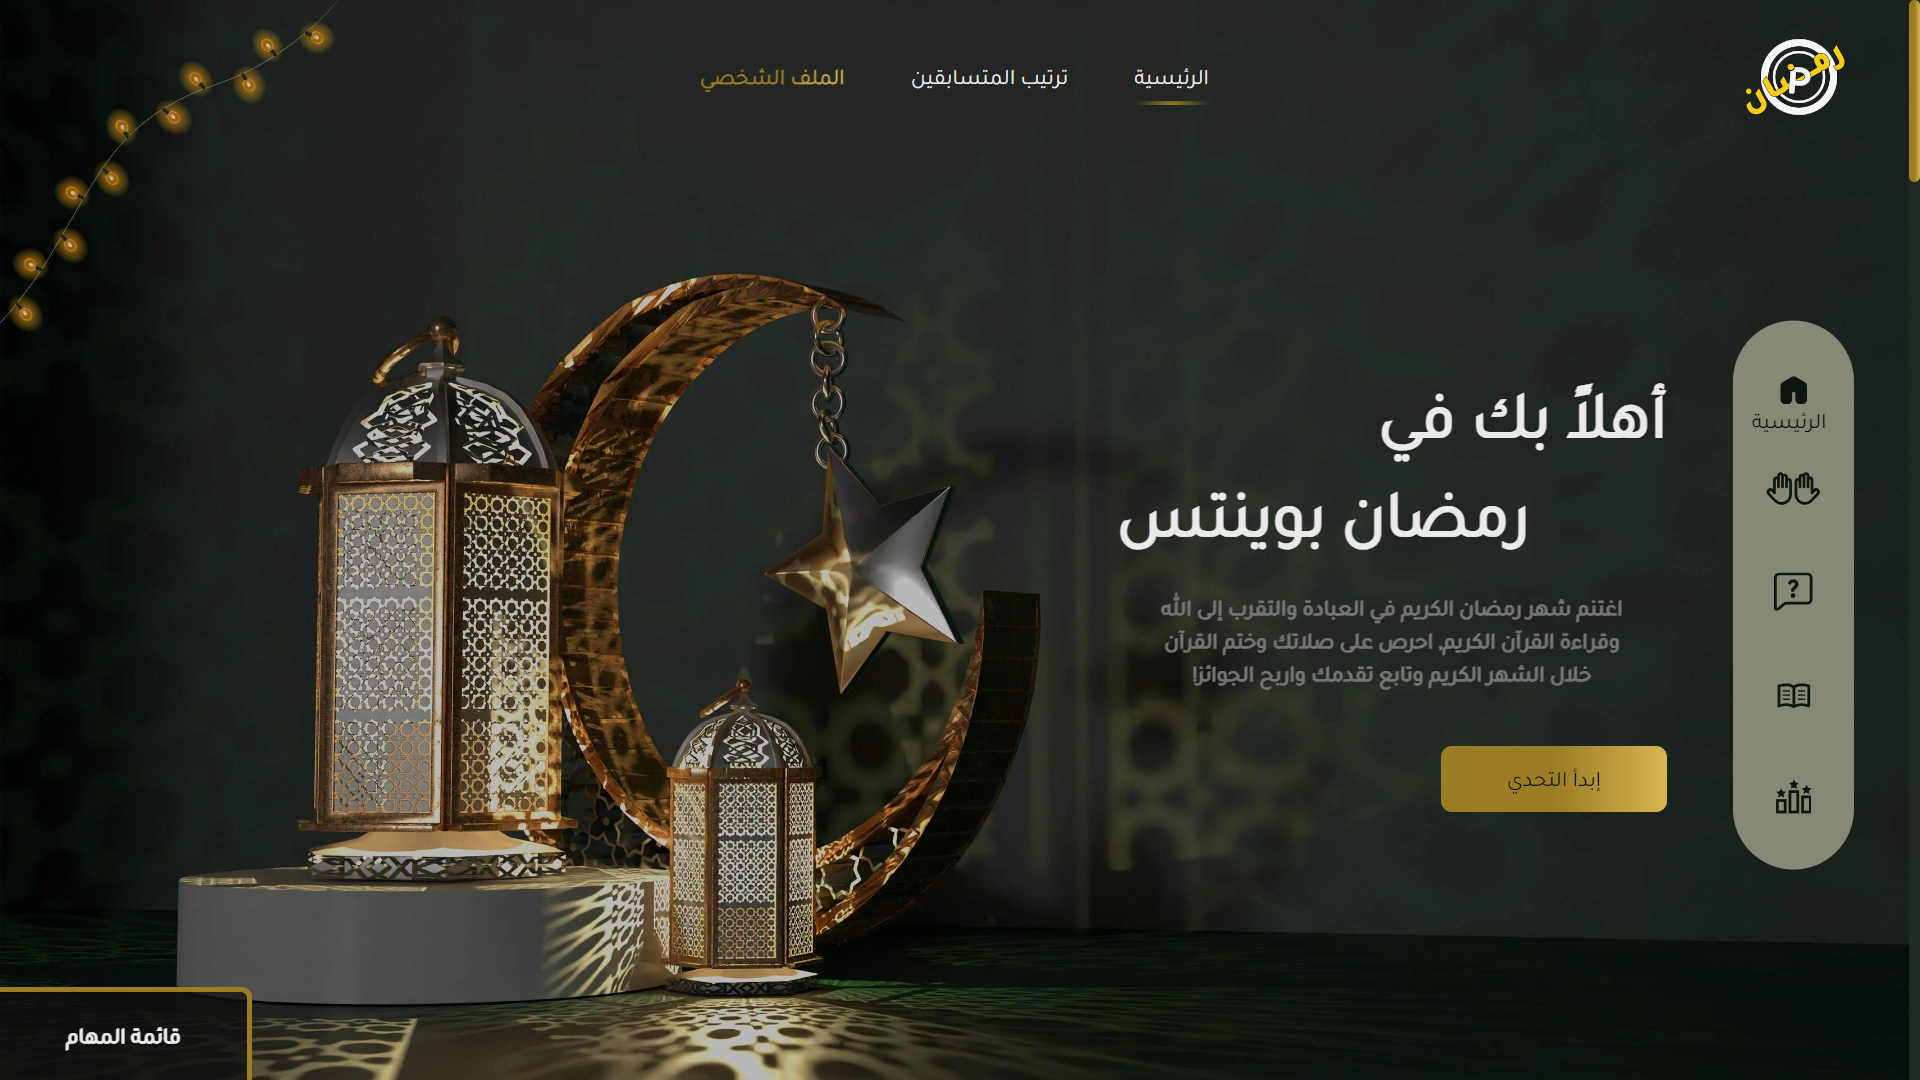 رمضان
P
الرئيسية
ترتيب المتسابقين
الملف الشخصي
أهلاً بك في
رمضان بوينتس
اغتنم شهر رمضان الكريم في العبادة والتقرب إلى الله
وقراءة القرآن الكريم, احرص على صلاتك وختم القرآن
خلال الشهر الكريم وتابع تقدمك واربح الجوائز!
إبدأ التحدي
الرئيسية
?
قائمة المهام